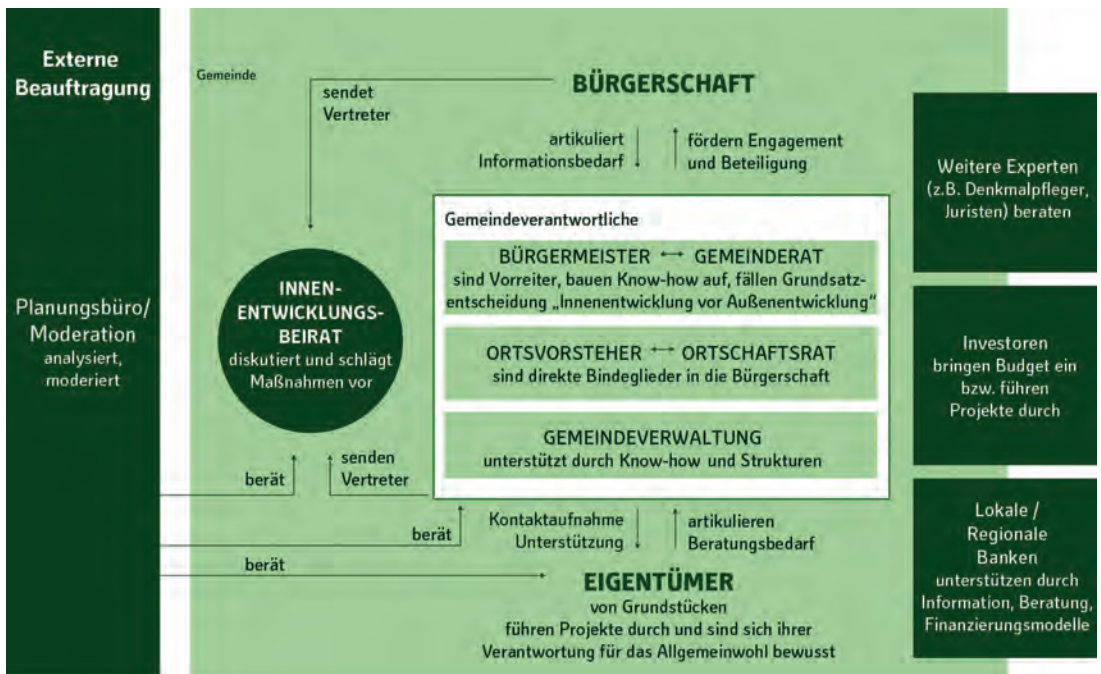 Externe
Beauftragung
Planungsbüro/
Moderation
analysiert,
moderiert
Gemeinde
BÜRGERSCHAFT
sendet
Vertreter
artikuliert
Informationsbedarf
fördern Engagement
und Beteiligung
INNEN-
ENTWICKLUNGS-
BEIRAT
diskutiert und schlägt
Maßnahmen vor
Gemeindeverantwortliche
BÜRGERMEISTER ↔ GEMEINDERAT
sind Vorreiter, bauen Know-how auf, fällen Grundsatz-
entscheidung „Innenentwicklung vor Außenentwicklung“
ORTSVORSTEHER ↔ ORTSCHAFTSRAT
sind direkte Bindeglieder in die Bürgerschaft
GEMEINDEVERWALTUNG
unterstützt durch Know-how und Strukturen
berät
senden
Vertreter
berät
Kontaktaufnahme
Unterstützung
artikulieren
Beratungsbedarf
berät
EIGENTÜMER
von Grundstücken
führen Projekte durch und sind sich ihrer
Verantwortung für das Allgemeinwohl bewusst
Weitere Experten
(z.B. Denkmalpfleger,
Juristen) beraten
Investoren
bringen Budget ein
bzw. führen
Projekte durch
Lokale /
Regionale
Banken
unterstützen durch
Information, Beratung,
Finanzierungsmodelle